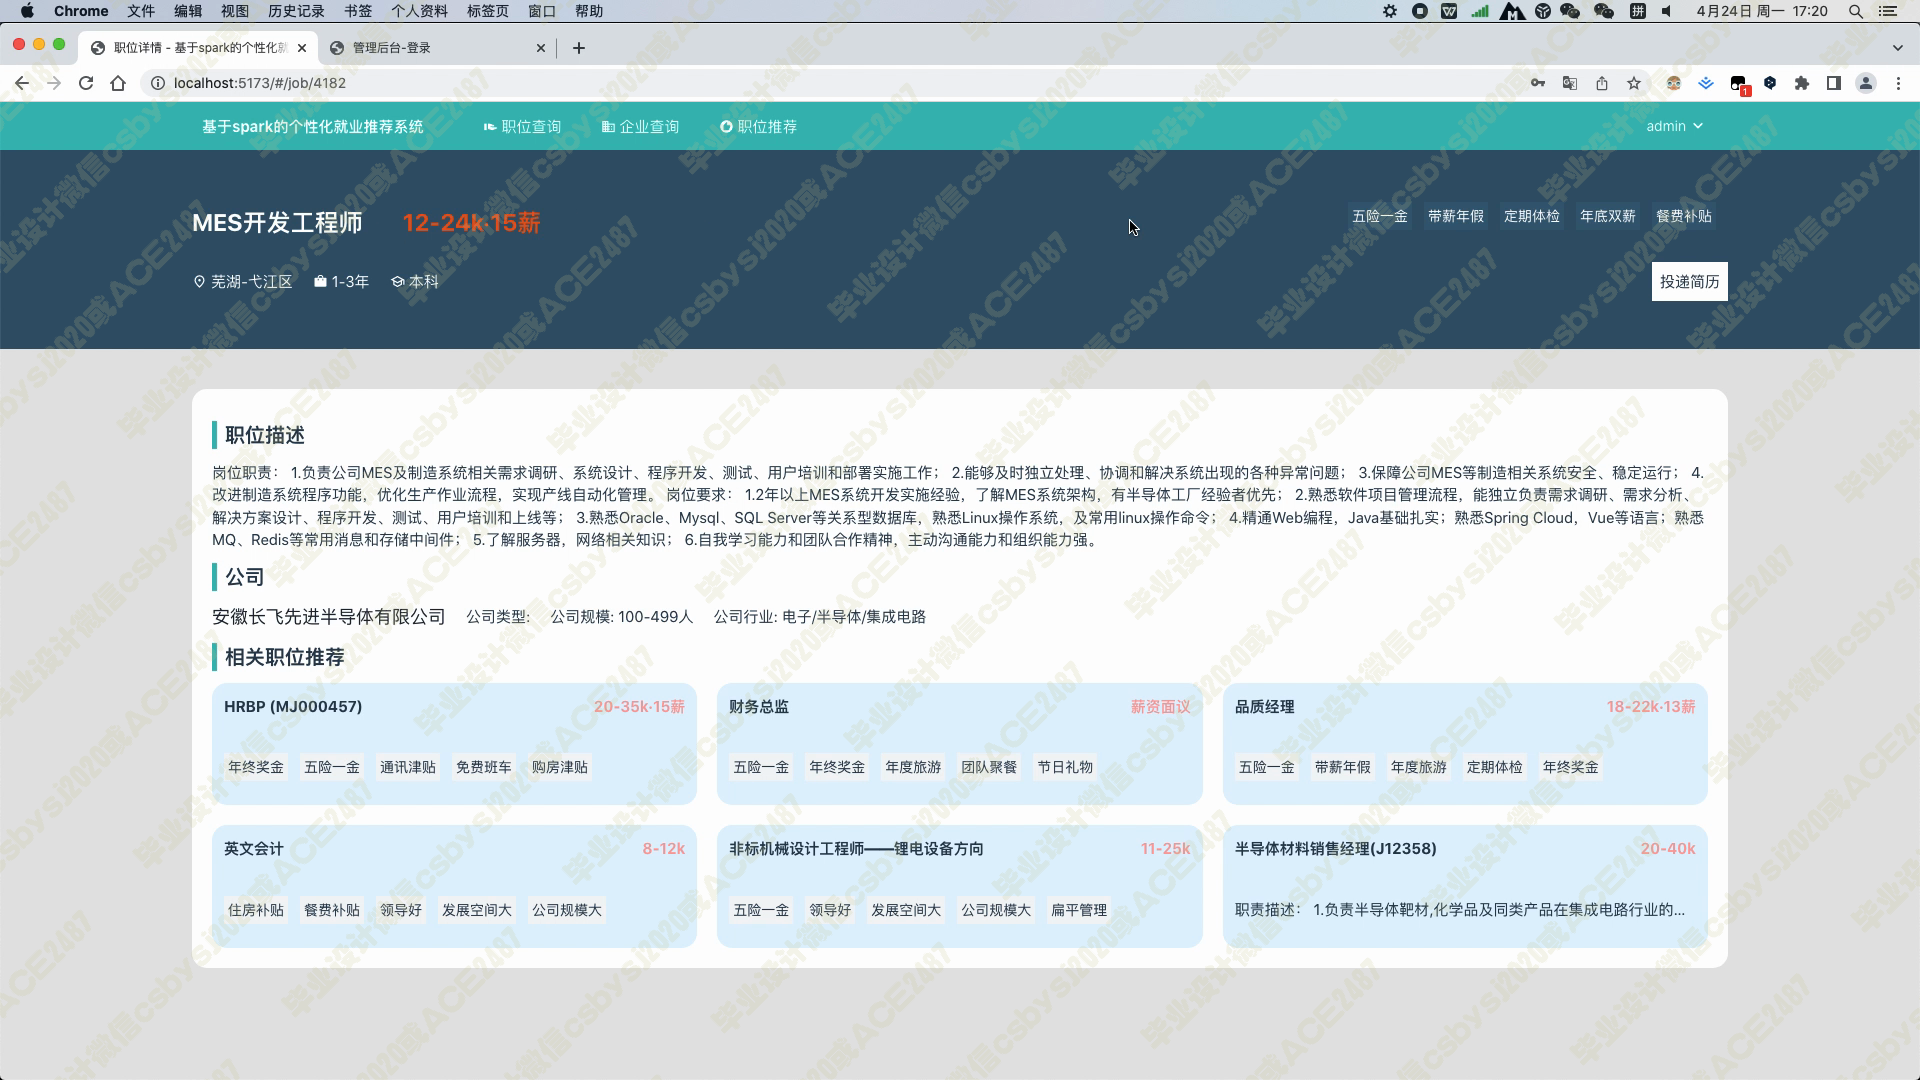 Chrome 文件 编辑 视图 历史记录 书签 个人资料 标签页 窗口 帮助 拼 4月24日 周一 17:20
职位详情 - 基于spark的个性化就 管理后台-登录
localhost:5173/#/job/4182 1
基于spark的个性化就业推荐系统 职位查询 企业查询 职位推荐 admin
MES开发工程师 12-24k·15薪 五险一金 带薪年假 定期体检 年底双薪 餐费补贴
芜湖-弋江区 1-3年 本科 投递简历
职位描述
岗位职责： 1.负责公司MES及制造系统相关需求调研、系统设计、程序开发、测试、用户培训和部署实施工作； 2.能够及时独立处理、协调和解决系统出现的各种异常问题； 3.保障公司MES等制造相关系统安全、稳定运行； 4.
改进制造系统程序功能，优化生产作业流程，实现产线自动化管理。 岗位要求： 1.2年以上MES系统开发实施经验，了解MES系统架构，有半导体工厂经验者优先； 2.熟悉软件项目管理流程，能独立负责需求调研、需求分析、
解决方案设计、程序开发、测试、用户培训和上线等； 3.熟悉Oracle、Mysql、SQL Server等关系型数据库，熟悉Linux操作系统，及常用linux操作命令； 4.精通Web编程，Java基础扎实；熟悉Spring Cloud，Vue等语言；熟悉
MQ、Redis等常用消息和存储中间件； 5.了解服务器，网络相关知识； 6.自我学习能力和团队合作精神，主动沟通能力和组织能力强。
公司
安徽长飞先进半导体有限公司 公司类型: 公司规模: 100-499人 公司行业: 电子/半导体/集成电路
相关职位推荐
HRBP (MJ000457) 20-35k·15薪 财务总监 薪资面议 品质经理 18-22k·13薪
年终奖金 五险一金 通讯津贴 免费班车 购房津贴 五险一金 年终奖金 年度旅游 团队聚餐 节日礼物 五险一金 带薪年假 年度旅游 定期体检 年终奖金
英文会计 8-12k 非标机械设计工程师——锂电设备方向 11-25k 半导体材料销售经理(J12358) 20-40k
住房补贴 餐费补贴 领导好 发展空间大 公司规模大 五险一金 领导好 发展空间大 公司规模大 扁平管理 职责描述： 1.负责半导体靶材,化学品及同类产品在集成电路行业的...
毕业设计微信csbysj2020或ACE2487